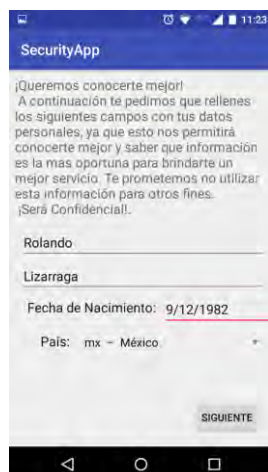 11:23
SecurityApp
¡Queremos conocerte mejor!
A continuación te pedimos que rellenes
los siguientes campos con tus datos
personales, ya que esto nos permitirá
conocerte mejor y saber que información
es la mas oportuna para brindarte un
mejor servicio. Te prometemos no utilizar
esta información para otros fines.
¡Será Confidencial!.
Rolando
Lizarraga
Fecha de Nacimiento: 9/12/1982
País: mx – México
SIGUIENTE